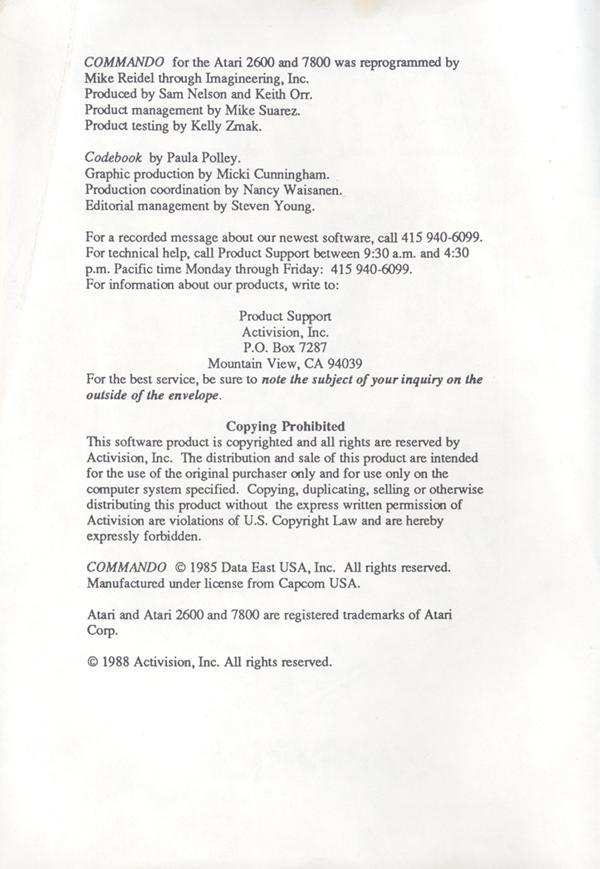 COMMANDO for the Atari 2600 and 7800 was reprogrammed by
Mike Reidel through Imagineering, Inc.
Produced by Sam Nelson and Keith Orr.
Product management by Mike Suarez.
Product testing by Kelly Zmak.
Codebook by Paula Polley.
Graphic production by Micki Cunningham.
Production coordination by Nancy Waisanen.
Editorial management by Steven Young.
For a recorded message about our newest software, call 415 940-6099.
For technical help, call Product Support between 9:30 a.m. and 4:30
p.m. Pacific time Monday through Friday: 415 940-6099.
For information about our products, write to:
Product Support
Activision, Inc.
P.O. Box 7287
Mountain View, CA 94039
For the best service, be sure to note the subject of your inquiry on the
outside of the envelope.
Copying Prohibited
This software product is copyrighted and all rights are reserved by
Activision, Inc. The distribution and sale of this product are intended
for the use of the original purchaser only and for use only on the
computer system specified. Copying, duplicating, selling or otherwise
distributing this product without the express written permission of
Activision are violations of U.S. Copyright Law and are hereby
expressly forbidden.
COMMANDO © 1985 Data East USA, Inc. All rights reserved.
Manufactured under license from Capcom USA.
Atari and Atari 2600 and 7800 are registered trademarks of Atari
Corp.
© 1988 Activision, Inc. All rights reserved.